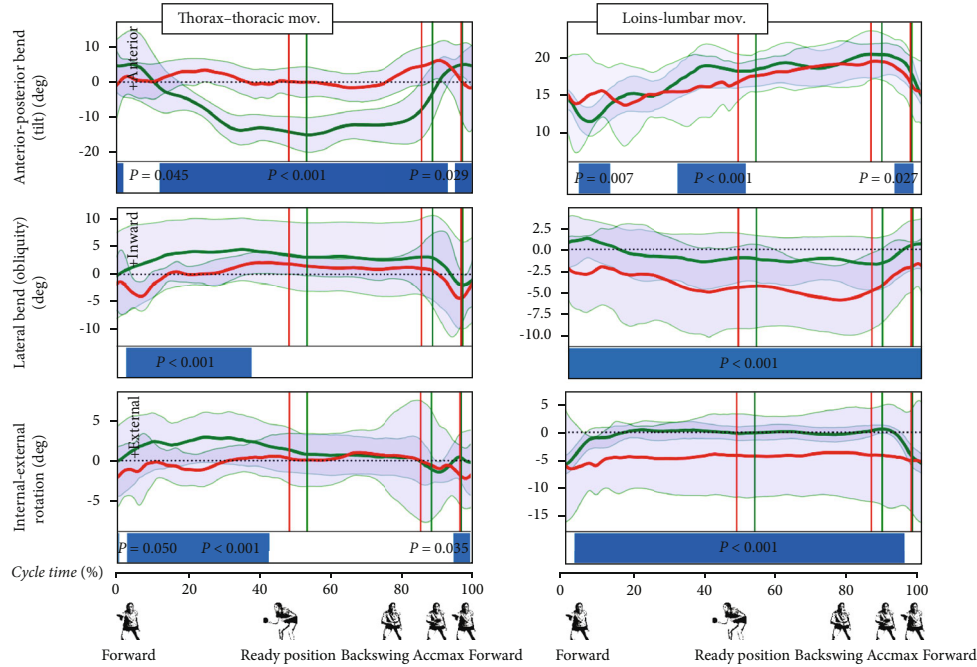 Thorax–thoracic mov.
Loins-lumbar mov.
Anterior-posterior bend
(tilt) (deg)
+Anterior
10
0
-10
-20
P = 0.045
P < 0.001
P = 0.029
20
15
10
P = 0.007
P < 0.001
P = 0.027
Lateral bend (obliquity)
(deg)
+Inward
10
5
0
-5
-10
P < 0.001
2.5
0.0
-2.5
-5.0
-7.5
-10.0
P < 0.001
Internal-external
rotation (deg)
+External
5
0
-5
P = 0.050
P < 0.001
P = 0.035
5
0
-5
-10
-15
P < 0.001
Cycle time (%)
0 20 40 60 80 100
0 20 40 60 80 100
Forward Ready position Backswing Accmax Forward
Forward Ready position Backswing Accmax Forward